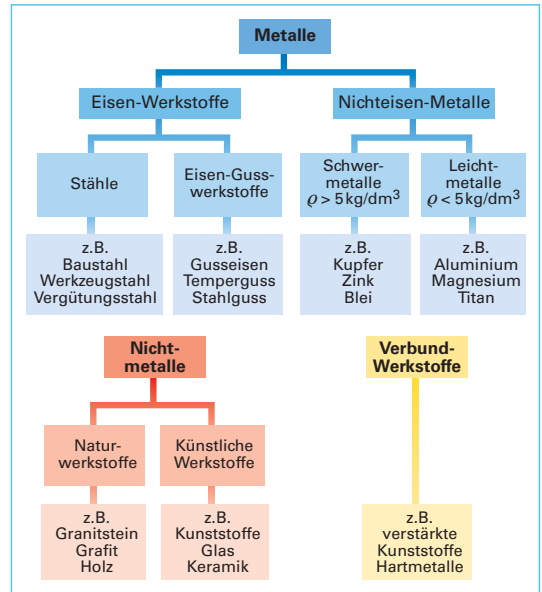 Metalle
Eisen-Werkstoffe
Nichteisen-Metalle
Stähle
Eisen-Guss-
werkstoffe
Schwer-
metalle
ϱ > 5 kg/dm³
Leicht-
metalle
ϱ < 5 kg/dm³
z.B.
Baustahl
Werkzeugstahl
Vergütungsstahl
z.B.
Gusseisen
Temperguss
Stahlguss
z.B.
Kupfer
Zink
Blei
z.B.
Aluminium
Magnesium
Titan
Nicht-
metalle
Natur-
werkstoffe
Künstliche
Werkstoffe
z.B.
Granitstein
Grafit
Holz
z.B.
Kunststoffe
Glas
Keramik
Verbund-
Werkstoffe
z.B.
verstärkte
Kunststoffe
Hartmetalle